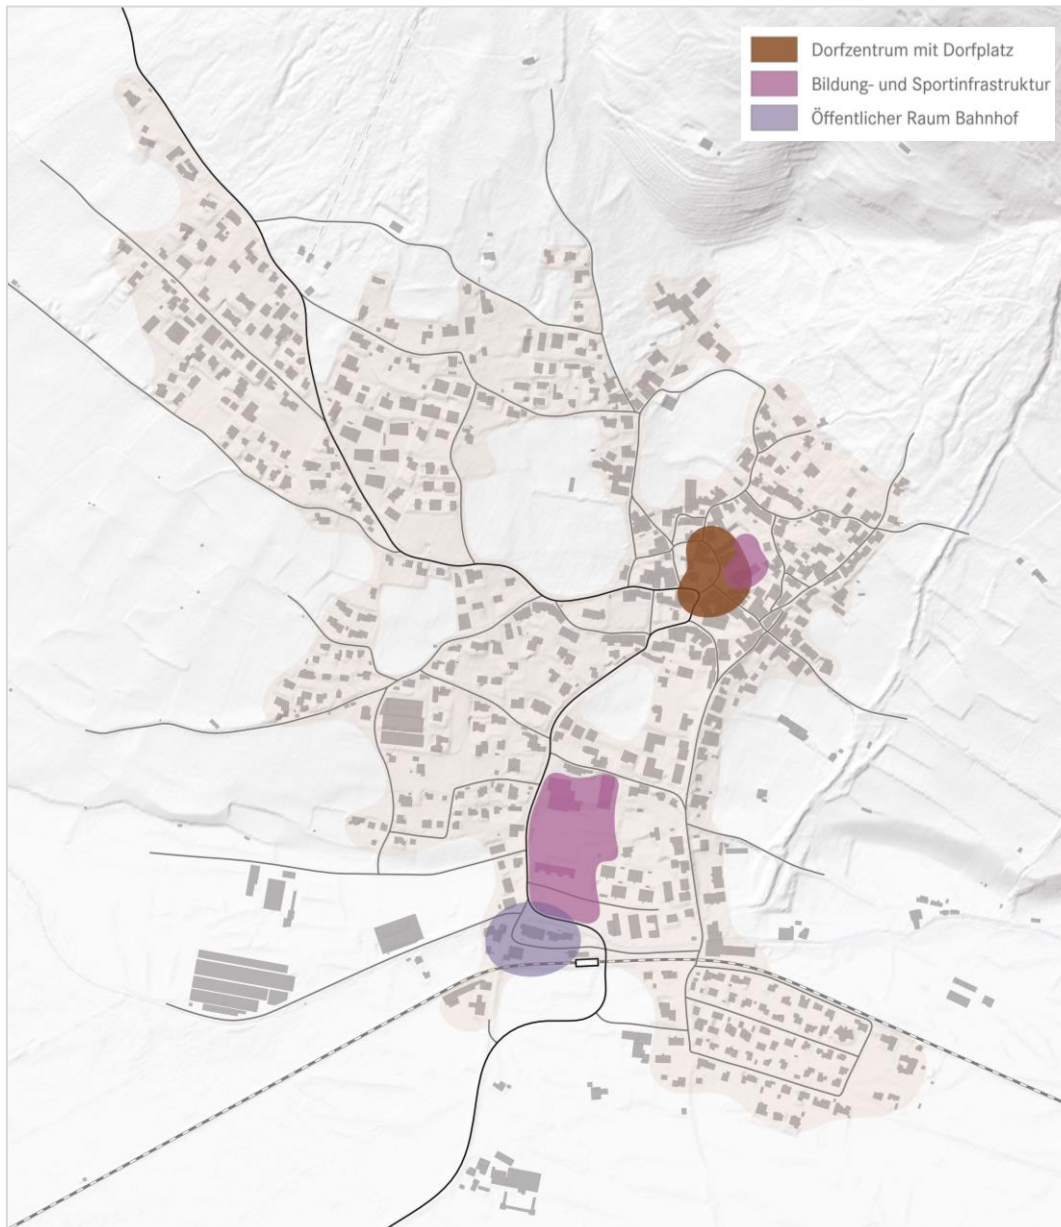 Dorfzentrum mit Dorfplatz
Bildung- und Sportinfrastruktur
Öffentlicher Raum Bahnhof